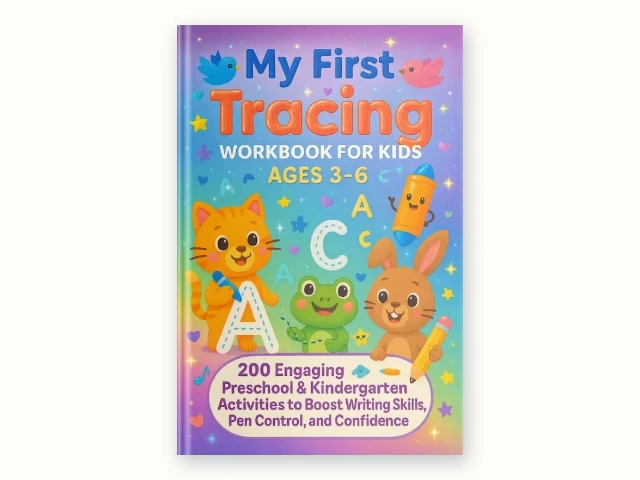 My First
Tracing
WORKBOOK FOR KIDS
AGES 3-6
A
A
C
C
C
A
A
200 Engaging
Preschool & Kindergarten
Activities to Boost Writing Skills,
Pen Control, and Confidence